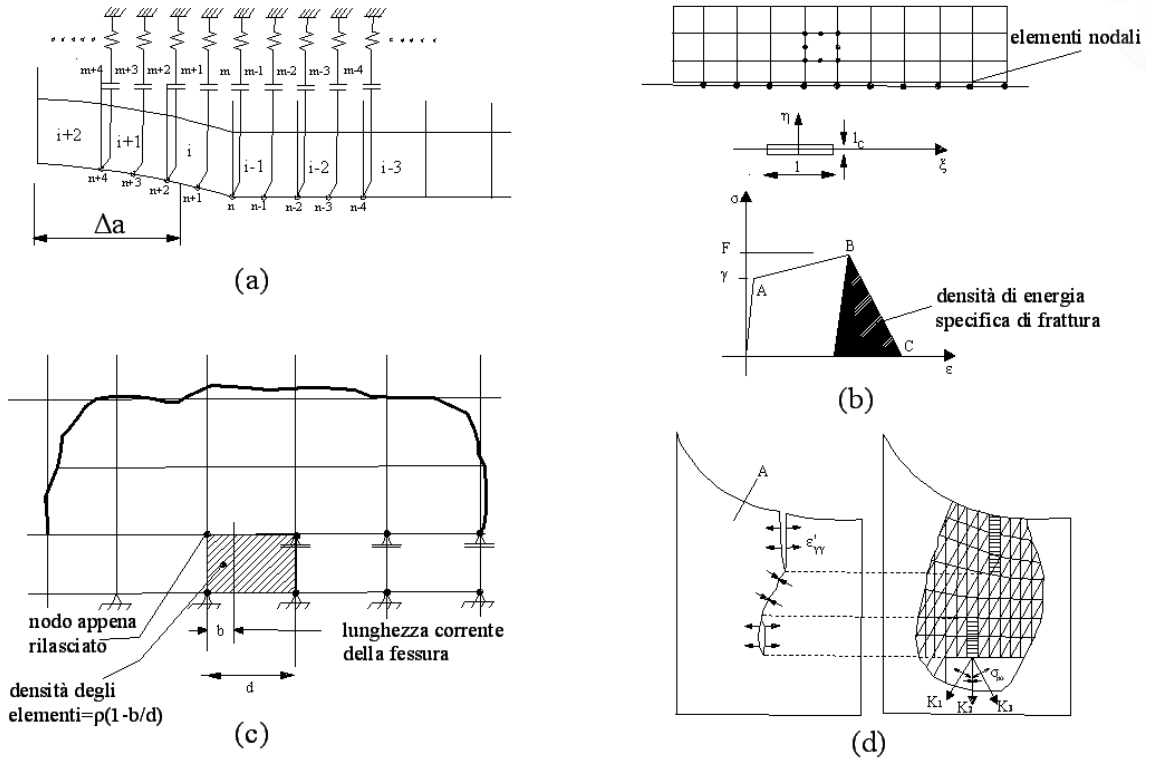 m+4 m+3 m+2 m+1 m m-1 m-2 m-3 m-4
i+2 i+1 i i-1 i-2 i-3
n+4 n+3 n+2 n+1 n n-1 n-2 n-3 n-4
Δa
(a)
elementi nodali
η
l_c
ξ
l
σ
F
B
γ
A
densità di energia
specifica di frattura
C
ε
(b)
nodo appena
rilasciato
b
lunghezza corrente
della fessura
d
densità degli
elementi=ρ(1-b/d)
(c)
A
ε'γγ
K₁ K₂ K₃
(d)